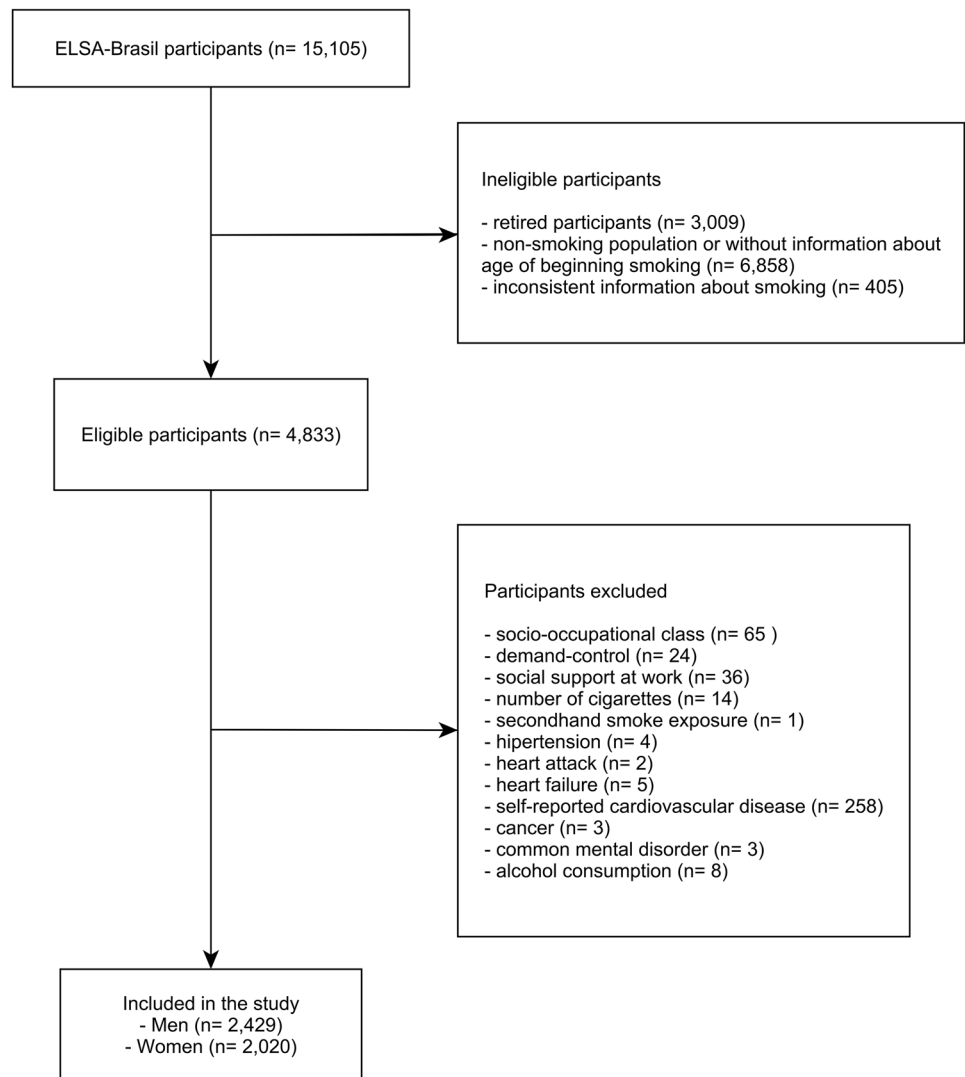 ELSA-Brasil participants (n= 15,105)
Ineligible participants
- retired participants (n= 3,009)
- non-smoking population or without information about
age of beginning smoking (n= 6,858)
- inconsistent information about smoking (n= 405)
Eligible participants (n= 4,833)
Participants excluded
- socio-occupational class (n= 65 )
- demand-control (n= 24)
- social support at work (n= 36)
- number of cigarettes (n= 14)
- secondhand smoke exposure (n= 1)
- hipertension (n= 4)
- heart attack (n= 2)
- heart failure (n= 5)
- self-reported cardiovascular disease (n= 258)
- cancer (n= 3)
- common mental disorder (n= 3)
- alcohol consumption (n= 8)
Included in the study
- Men (n= 2,429)
- Women (n= 2,020)